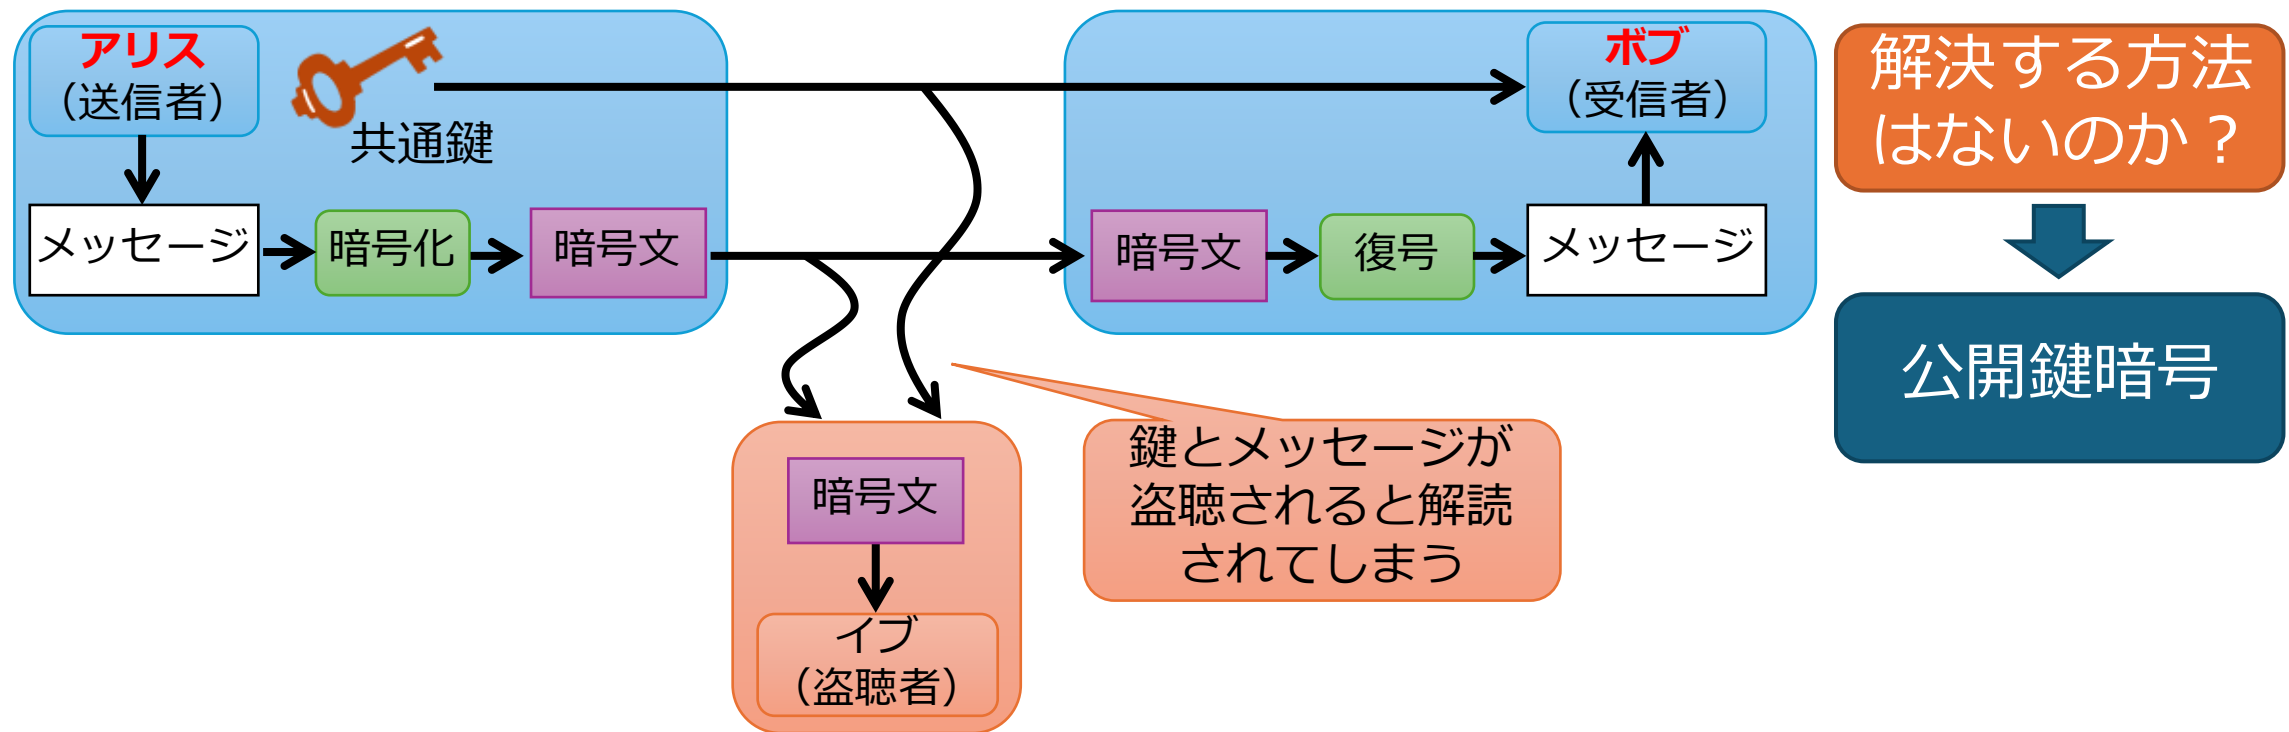 アリス
（送信者）
共通鍵
メッセージ
暗号化
暗号文
ボブ
（受信者）
暗号文
復号
メッセージ
暗号文
イブ
（盗聴者）
鍵とメッセージが
盗聴されると解読
されてしまう
解決する方法
はないのか？
公開鍵暗号